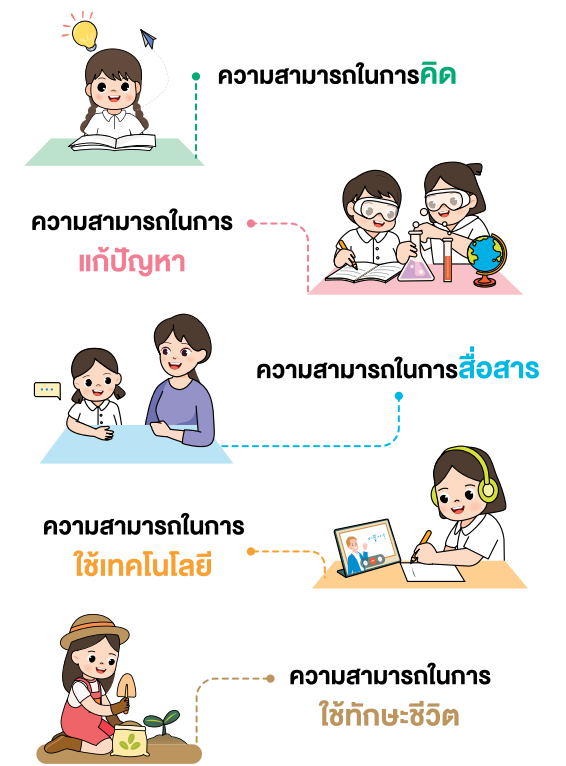 ความสามารถในการคิด
ความสามารถในการ
แก้ปัญหา
ความสามารถในการสื่อสาร
ความสามารถในการ
ใช้เทคโนโลยี
ความสามารถในการ
ใช้ทักษะชีวิต